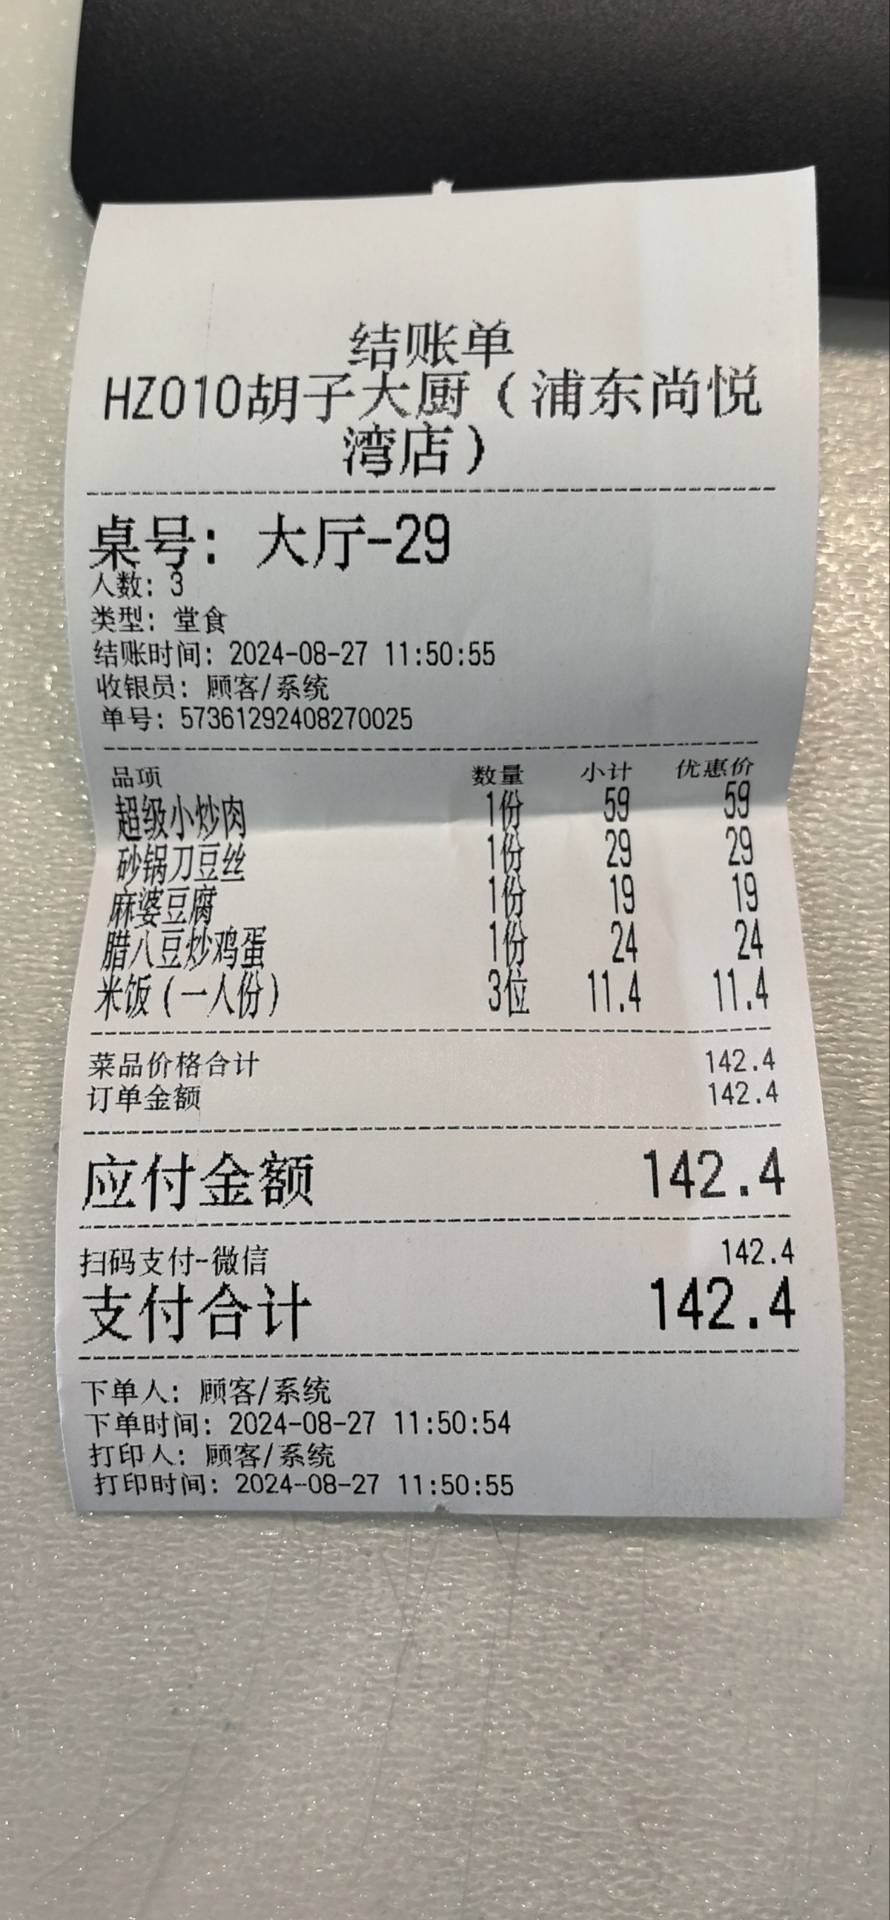 结账单
HZ010胡子大厨（浦东尚悦
湾店）
桌号：大厅-29
人数：3
类型：堂食
结账时间：2024-08-27 11:50:55
收银员：顾客/系统
单号：57361292408270025
品项 数量 小计 优惠价
超级小炒肉 1份 59 59
砂锅刀豆丝 1份 29 29
麻婆豆腐 1份 19 19
腊八豆炒鸡蛋 1份 24 24
米饭（一人份） 3位 11.4 11.4
菜品价格合计 142.4
订单金额 142.4
应付金额 142.4
扫码支付-微信 142.4
支付合计 142.4
下单人：顾客/系统
下单时间：2024-08-27 11:50:54
打印人：顾客/系统
打印时间：2024-08-27 11:50:55